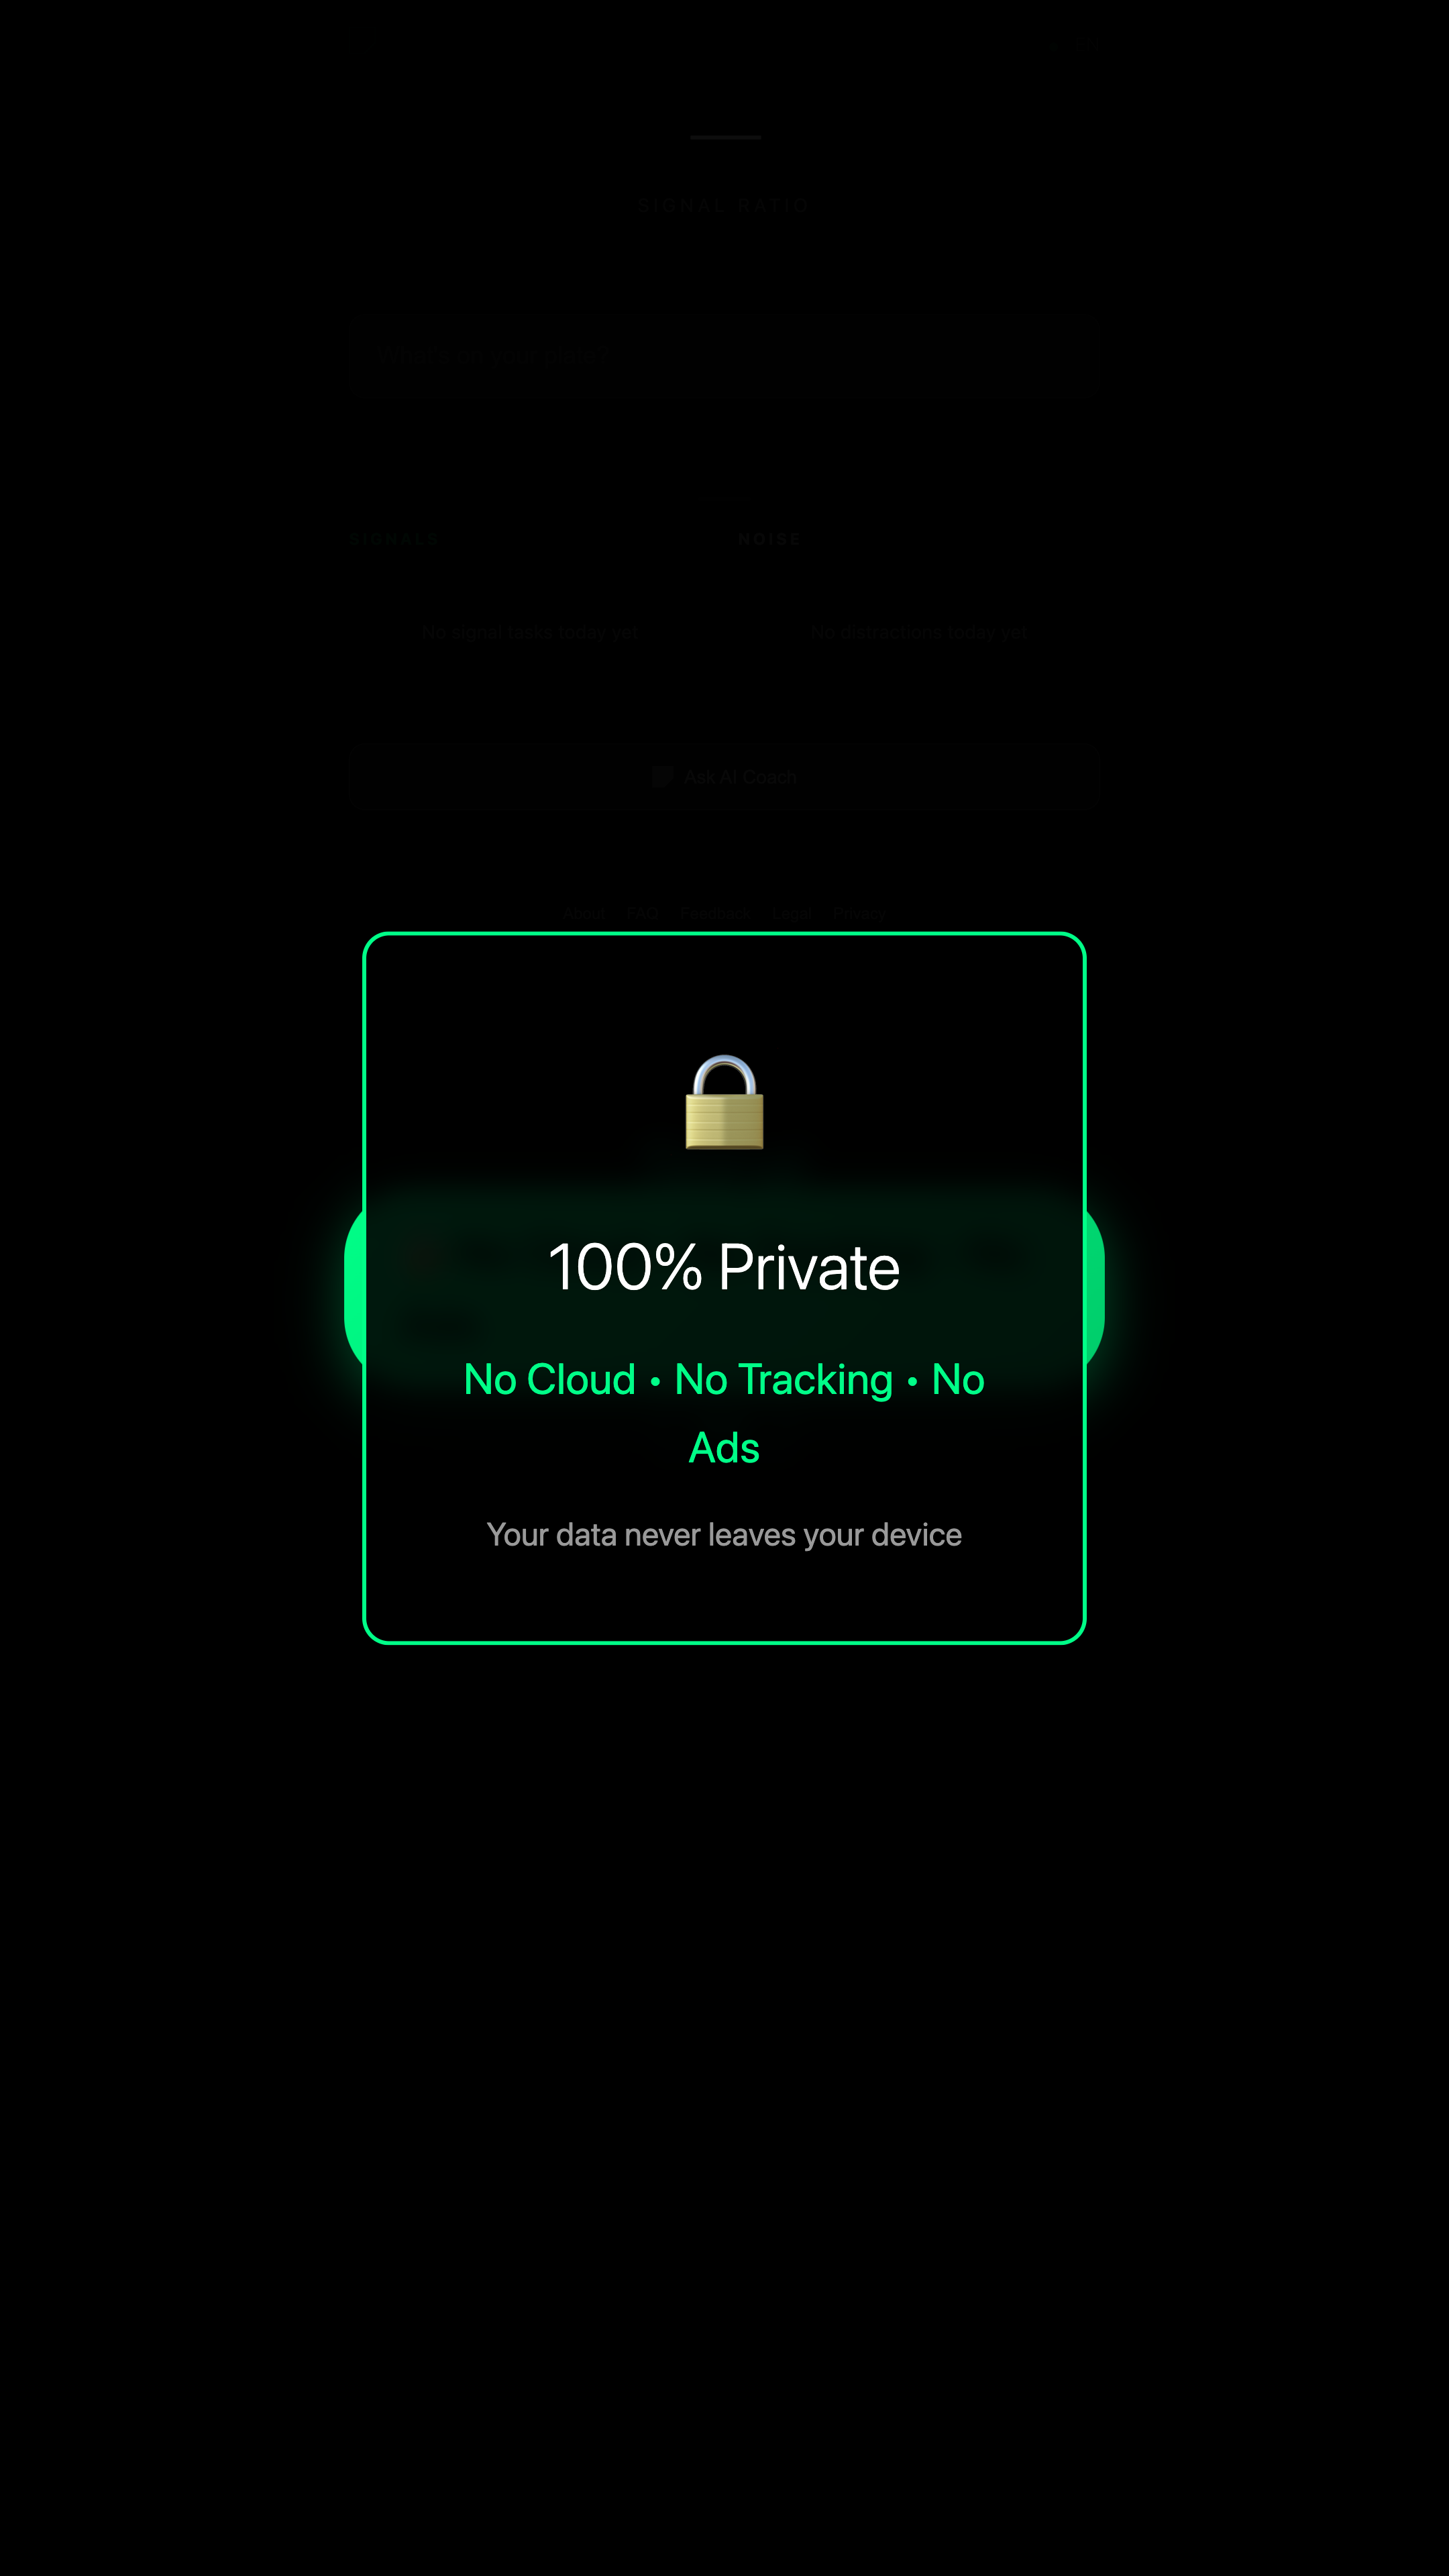 SIGNAL RATIO
What's on your plate?
SIGNALS
NOISE
No signal tasks today yet
No distractions today yet
Ask AI Coach
About FAQ Feedback Legal Privacy
100% Private
No Cloud • No Tracking • No
Ads
Your data never leaves your device